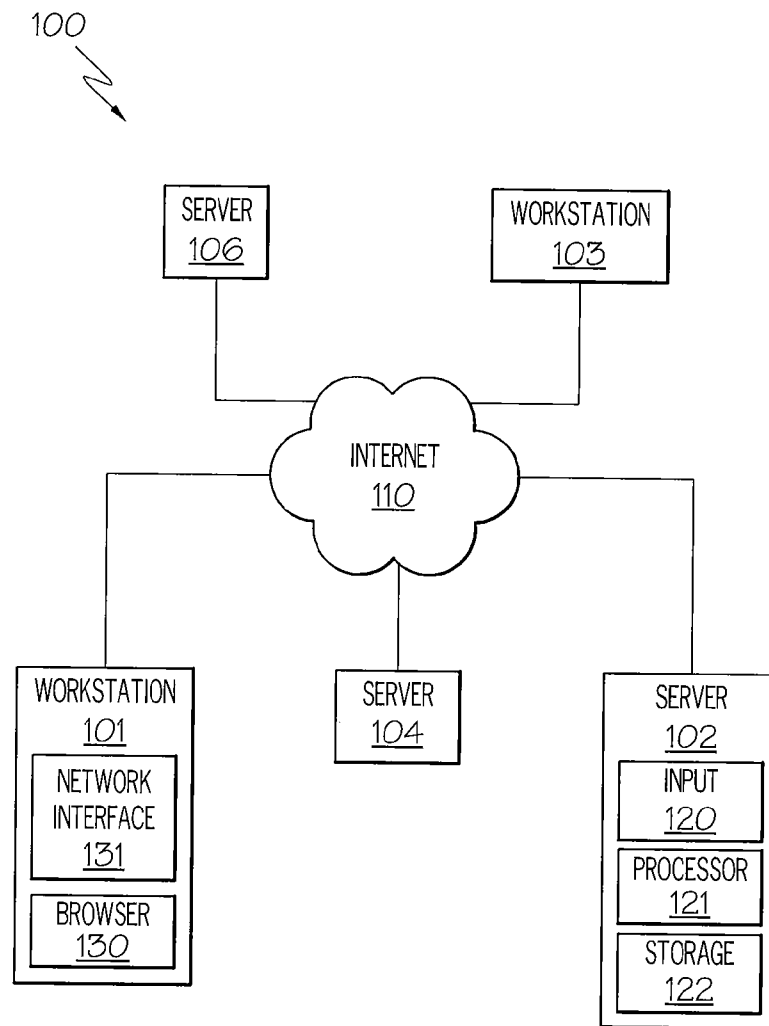 100
SERVER
106
WORKSTATION
103
INTERNET
110
WORKSTATION
101
NETWORK
INTERFACE
131
BROWSER
130
SERVER
104
SERVER
102
INPUT
120
PROCESSOR
121
STORAGE
122